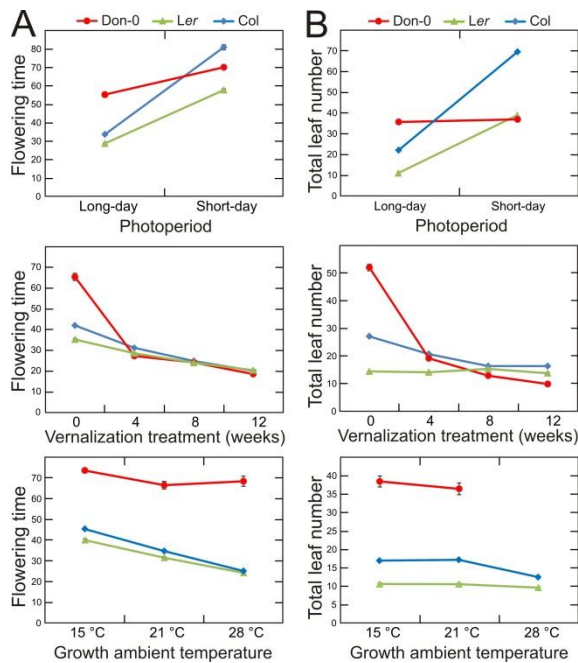 A
Don-0 Ler Col
Flowering time
80
70
60
50
40
30
20
10
0
Long-day Short-day
Photoperiod
B
Don-0 Ler Col
Total leaf number
70
60
50
40
30
20
10
0
Long-day Short-day
Photoperiod
Flowering time
70
60
50
40
30
20
10
0
0 4 8 12
Vernalization treatment (weeks)
Total leaf number
50
40
30
20
10
0
0 4 8 12
Vernalization treatment (weeks)
Flowering time
70
60
50
40
30
20
10
0
15 °C 21 °C 28 °C
Growth ambient temperature
Total leaf number
40
35
30
25
20
15
10
5
0
15 °C 21 °C 28 °C
Growth ambient temperature